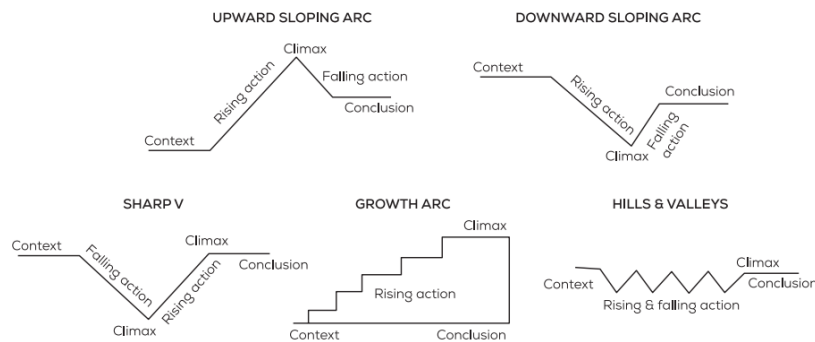 UPWARD SLOPING ARC
Climax
Rising action
Falling action
Context
Conclusion
DOWNWARD SLOPING ARC
Context
Rising action
Conclusion
Climax
Falling
action
SHARP V
Context
Climax
Falling action
Rising action
Conclusion
Climax
GROWTH ARC
Climax
Rising action
Context
Conclusion
HILLS & VALLEYS
Climax
Context
Conclusion
Rising & falling action